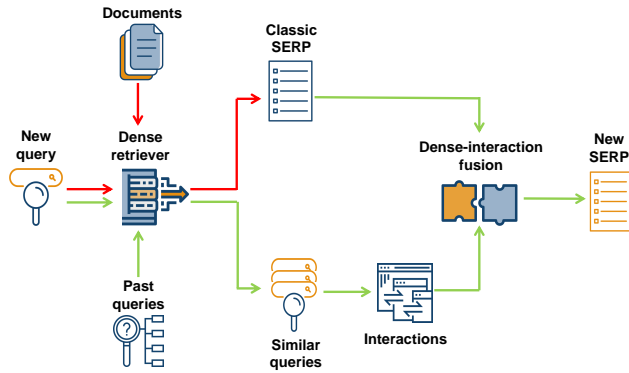 Documents
Classic
SERP
New
query
Dense
retriever
Dense-interaction
fusion
New
SERP
Past
queries
?
Similar
queries
Interactions